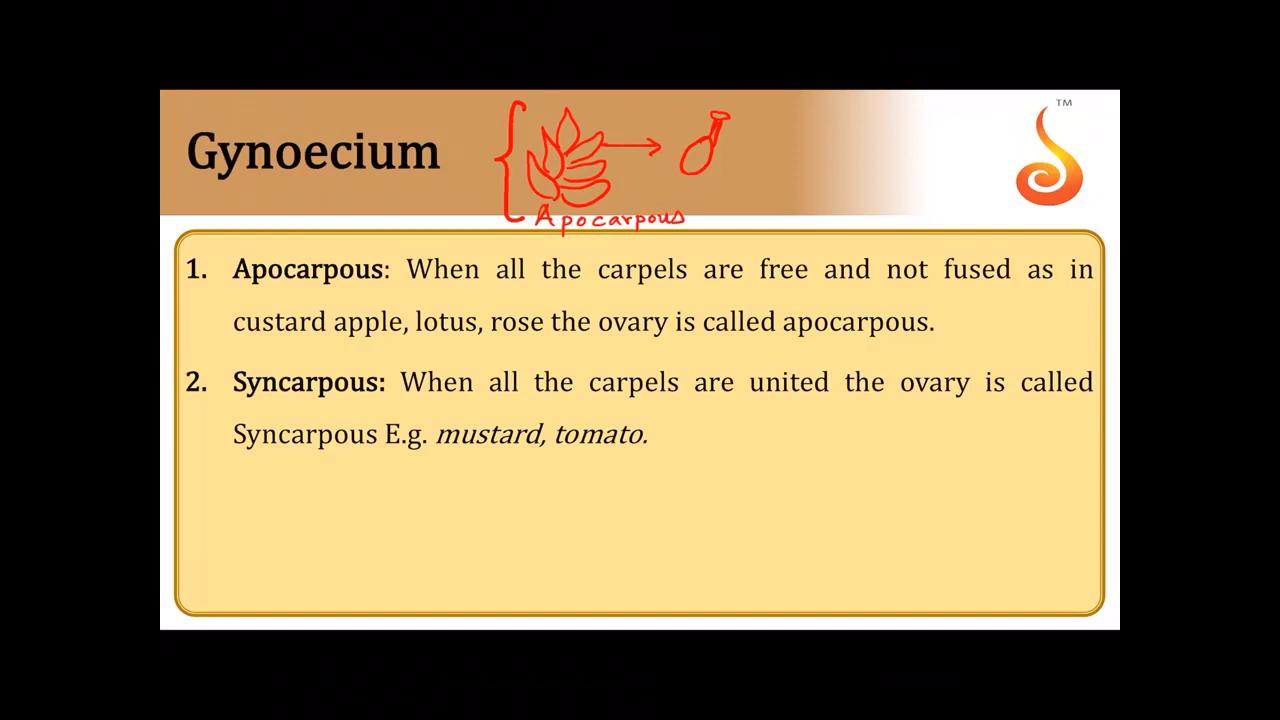 TM
Gynoecium
Apocarpous
1. Apocarpous: When all the carpels are free and not fused as in
custard apple, lotus, rose the ovary is called apocarpous.
2. Syncarpous: When all the carpels are united the ovary is called
Syncarpous E.g. mustard, tomato.